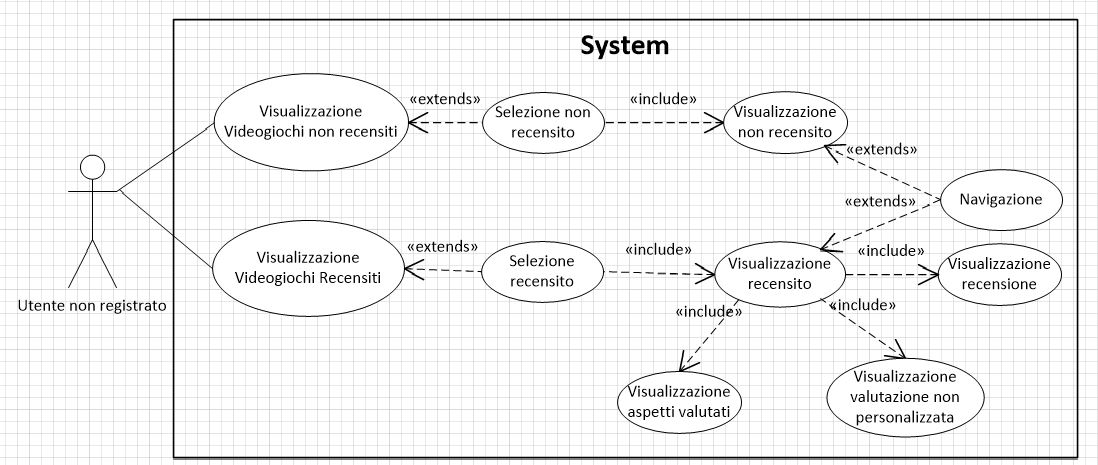 System
Visualizzazione
Videogiochi non recensiti
«extends»
Selezione non
recensito
«include»
Visualizzazione
non recensito
«extends»
Navigazione
«extends»
Utente non registrato
Visualizzazione
Videogiochi Recensiti
«extends»
Selezione
recensito
«include»
Visualizzazione
recensito
«include»
Visualizzazione
recensione
«include»
«include»
Visualizzazione
aspetti valutati
Visualizzazione
valutazione non
personalizzata